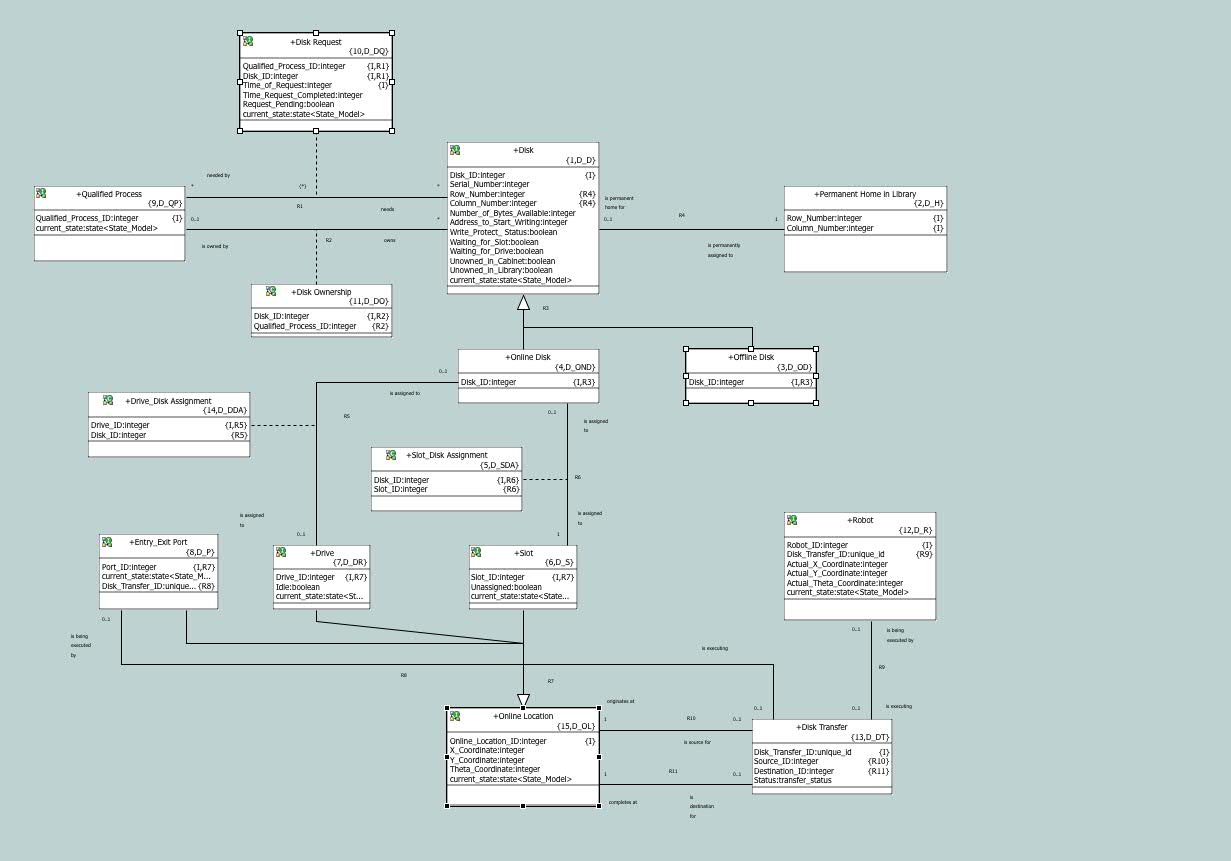 +Disk Request
{10,D_DQ}
Qualified_Process_ID:integer {I,R1}
Disk_ID:integer {I,R1}
Time_of_Request:integer {I}
Time_Request_Completed:integer
Request_Pending:boolean
current_state:state<State_Model>
+Disk
{1,D_D}
Disk_ID:integer {I}
Serial_Number:integer
Row_Number:integer {R4}
Column_Number:integer {R4}
Number_of_Bytes_Available:integer
Address_to_Start_Writing:integer
Write_Protect_ Status:boolean
Waiting_for_Slot:boolean
Waiting_for_Drive:boolean
Unowned_in_Cabinet:boolean
Unowned_in_Library:boolean
current_state:state<State_Model>
needed by
*
{*}
*
R1
needs
+Qualified Process
{9,D_QP}
Qualified_Process_ID:integer {I}
current_state:state<State_Model>
0..1
*
is owned by
R2
owns
is permanent
home for
0..1
R4
1
is permanently
assigned to
+Permanent Home in Library
{2,D_H}
Row_Number:integer {I}
Column_Number:integer {I}
+Disk Ownership
{11,D_DO}
Disk_ID:integer {I,R2}
Qualified_Process_ID:integer {R2}
R3
+Online Disk
{4,D_OND}
Disk_ID:integer {I,R3}
+Offline Disk
{3,D_OD}
Disk_ID:integer {I,R3}
0..1
is assigned to
R5
0..1
is assigned
to
+Drive_Disk Assignment
{14,D_DDA}
Drive_ID:integer {I,R5}
Disk_ID:integer {R5}
+Slot_Disk Assignment
{5,D_SDA}
Disk_ID:integer {I,R6}
Slot_ID:integer {R6}
R6
is assigned
to
is assigned
to
0..1
1
+Entry_Exit Port
{8,D_P}
Port_ID:integer {I,R7}
current_state:state<State_M...
Disk_Transfer_ID:unique... {R8}
+Drive
{7,D_DR}
Drive_ID:integer {I,R7}
Idle:boolean
current_state:state<St...
+Slot
{6,D_S}
Slot_ID:integer {I,R7}
Unassigned:boolean
current_state:state<State...
+Robot
{12,D_R}
Robot_ID:integer {I}
Disk_Transfer_ID:unique_id {R9}
Actual_X_Coordinate:integer
Actual_Y_Coordinate:integer
Actual_Theta_Coordinate:integer
current_state:state<State_Model>
0..1
is being
executed
by
0..1
is being
executed by
is executing
R8
R7
R9
originates at
0..1
0..1
is executing
+Online Location
{15,D_OL}
Online_Location_ID:integer {I}
X_Coordinate:integer
Y_Coordinate:integer
Theta_Coordinate:integer
current_state:state<State_Model>
1
R10
0..1
is source for
1
R11
0..1
completes at
is
destination
for
+Disk Transfer
{13,D_DT}
Disk_Transfer_ID:unique_id {I}
Source_ID:integer {R10}
Destination_ID:integer {R11}
Status:transfer_status